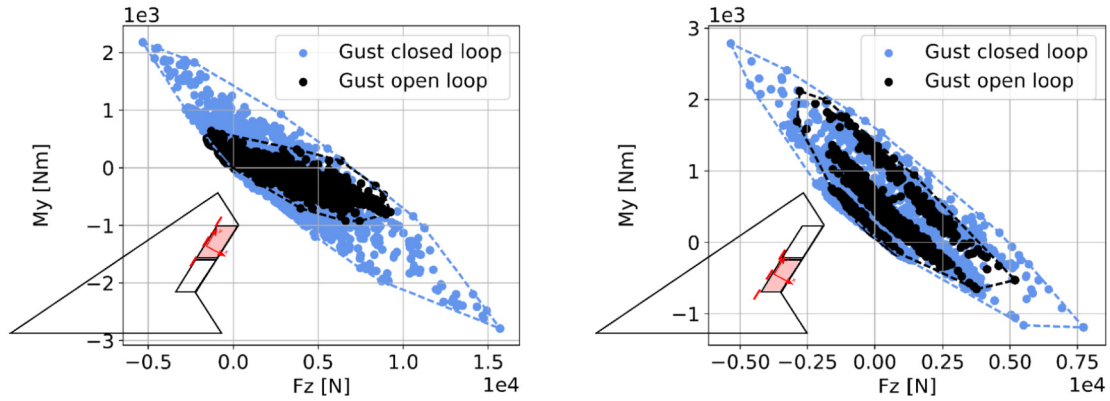 1e3
Gust closed loop
Gust open loop
My [Nm]
2
1
0
−1
−2
−3
−0.5 0.0 0.5 1.0 1.5
Fz [N]
1e4
1e3
Gust closed loop
Gust open loop
My [Nm]
3
2
1
0
−1
−0.50 −0.25 0.00 0.25 0.50 0.75
Fz [N]
1e4